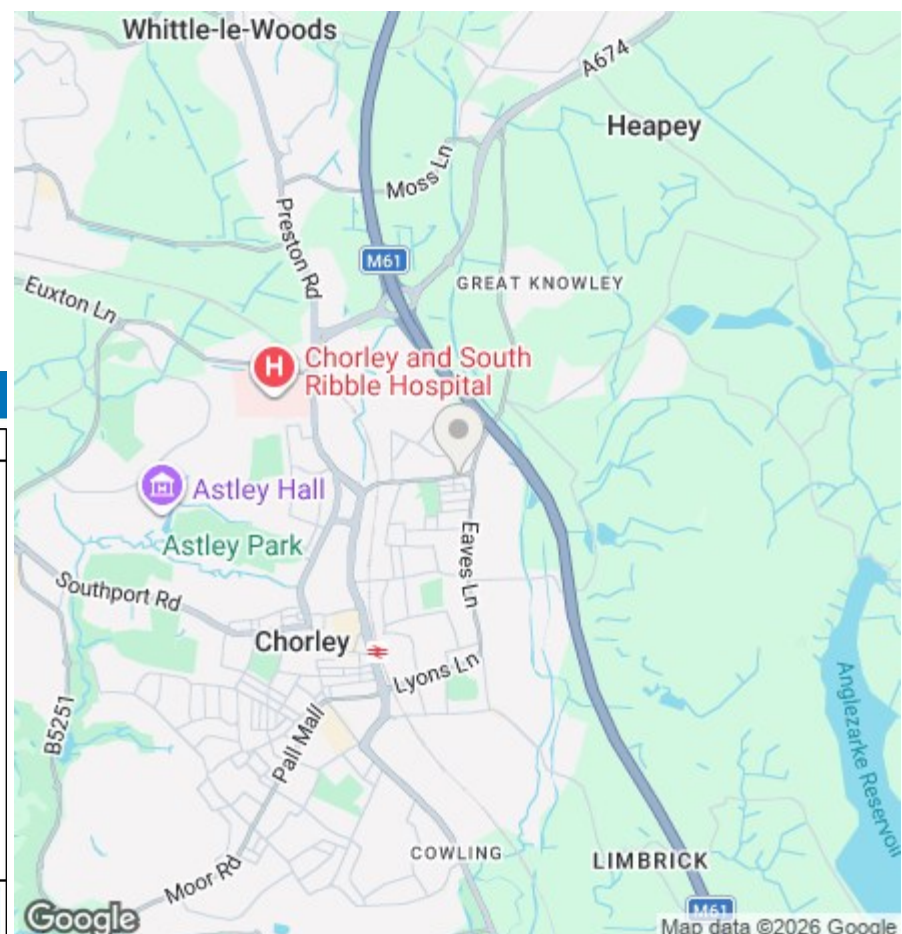 Whittle-le-Woods
A674
Heapey
Moss Ln
Preston Rd
M61
GREAT KNOWLEY
Euxton Ln
H
Chorley and South
Ribble Hospital
Astley Hall
Astley Park
Eaves Ln
Southport Rd
Chorley
Lyons Ln
Anglezarke Reservoir
B5251
Pall Mall
COWLING
LIMBRICK
Moor Rd
M61
Google
Map data ©2026 Google